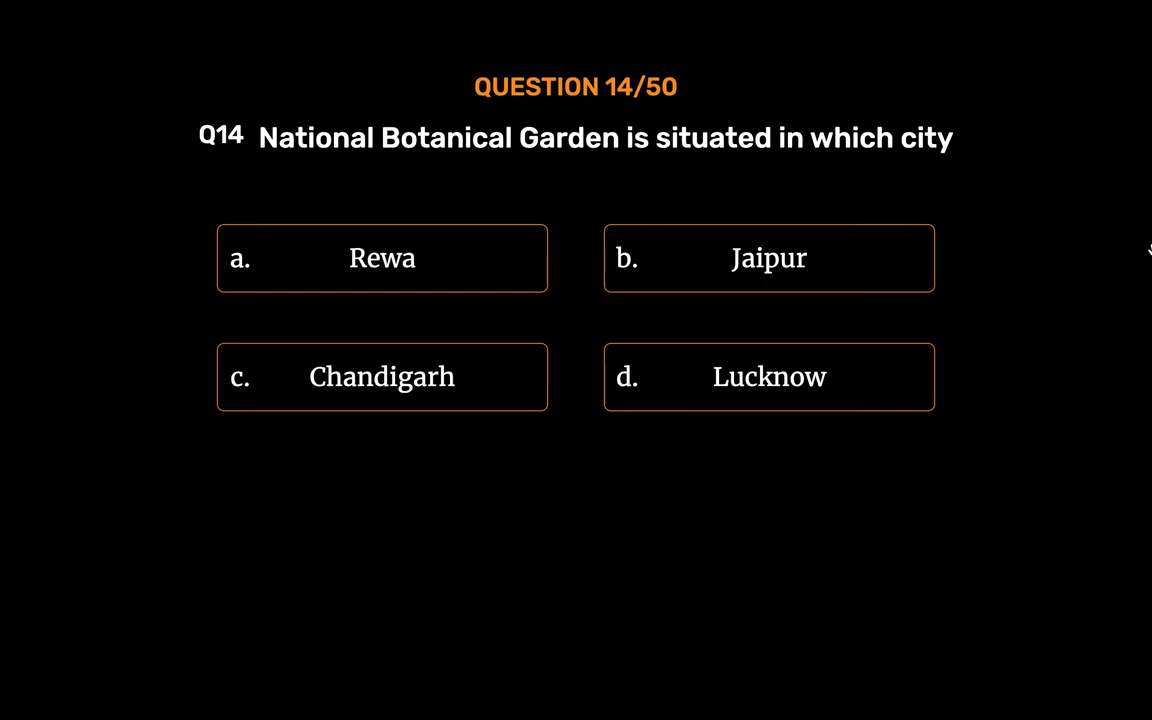 QUESTION 14/50
Q14 National Botanical Garden is situated in which city
a. Rewa
b. Jaipur
c. Chandigarh
d. Lucknow